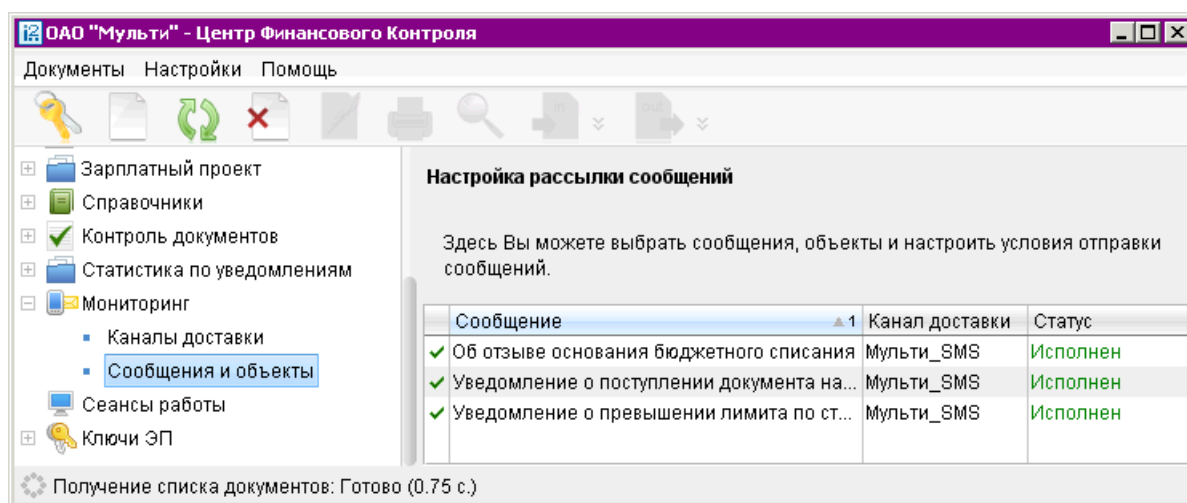 ОАО "Мульти" - Центр Финансового Контроля
Документы Настройки Помощь
in out
Зарплатный проект
Справочники
Контроль документов
Статистика по уведомлениям
Мониторинг
Каналы доставки
Сообщения и объекты
Сеансы работы
Ключи ЭП
Настройка рассылки сообщений
Здесь Вы можете выбрать сообщения, объекты и настроить условия отправки
сообщений.
Сообщение 1 Канал доставки Статус
Об отзыве основания бюджетного списания Мульти_SMS Исполнен
Уведомление о поступлении документа на... Мульти_SMS Исполнен
Уведомление о превышении лимита по ст... Мульти_SMS Исполнен
Получение списка документов: Готово (0.75 с.)